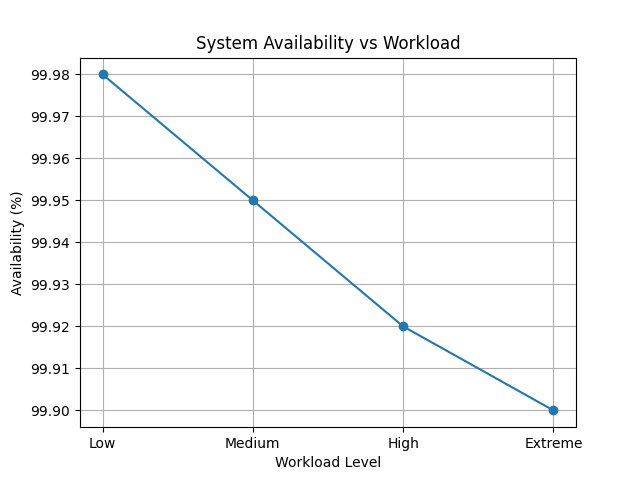 System Availability vs Workload
99.98
99.97
99.96
99.95
99.94
99.93
99.92
99.91
99.90
Availability (%)
Low Medium High Extreme
Workload Level